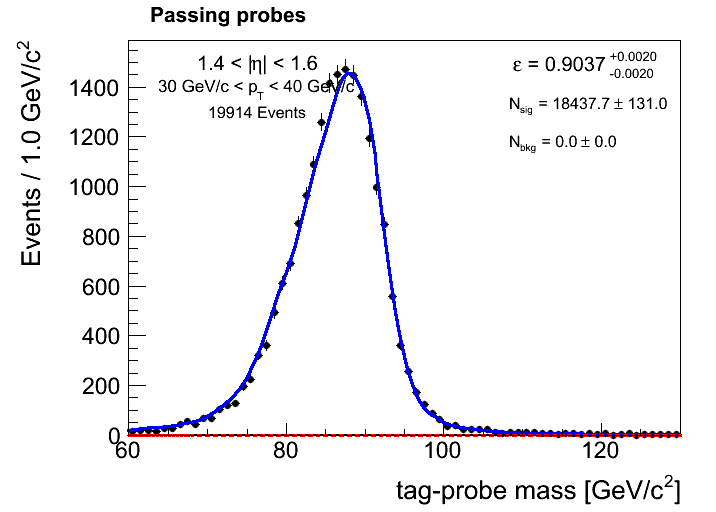 Passing probes
1.4 < |η| < 1.6
30 GeV/c < p_T < 40 GeV/c
19914 Events
ε = 0.9037 +0.0020 -0.0020
N_sig = 18437.7 ± 131.0
N_bkg = 0.0 ± 0.0
Events / 1.0 GeV/c²
1400
1200
1000
800
600
400
200
0
60 80 100 120
tag-probe mass [GeV/c²]